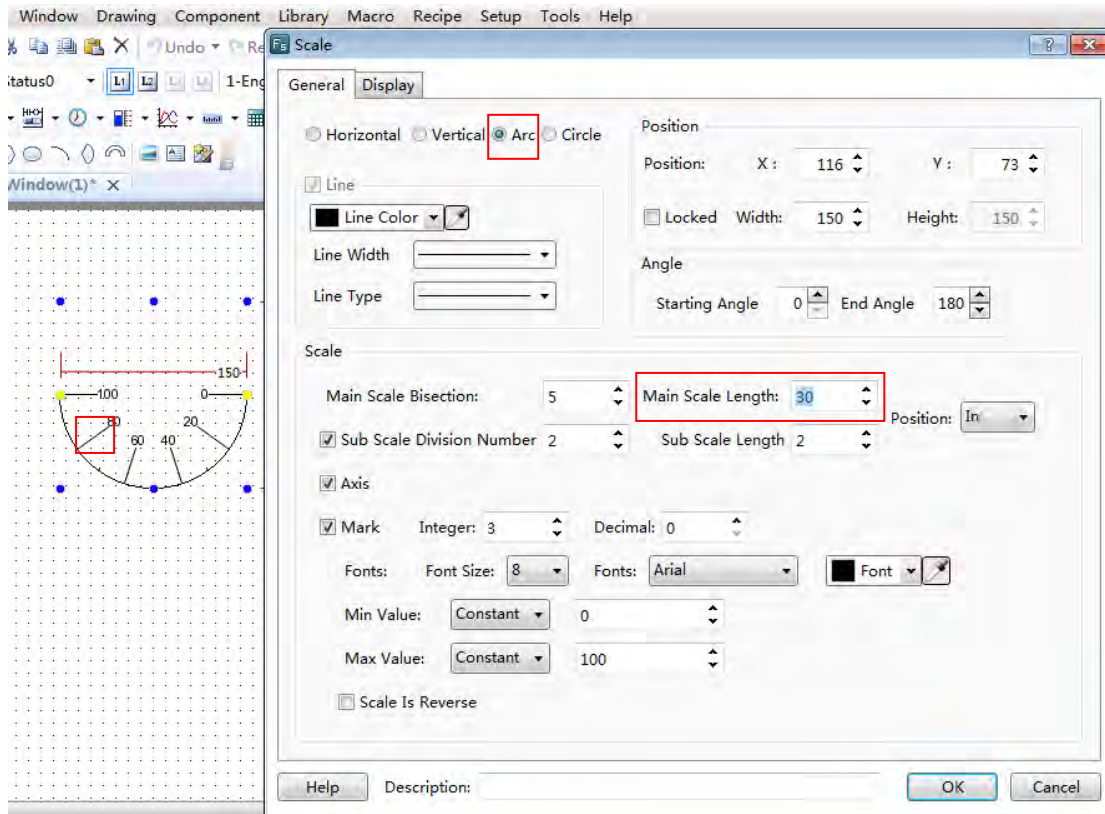 Window Drawing Component Library Macro Recipe Setup Tools Help
Undo Re
Scale
tatus0 L1 L2 1-Eng
General Display
Horizontal Vertical Arc Circle
Position
Position: X : 116 Y : 73
Window(1)* X
Line
Line Color
Locked Width: 150 Height: 150
Line Width
Angle
Line Type
Starting Angle 0 End Angle 180
Scale
150
100 0
80 20
60 40
Main Scale Bisection: 5 Main Scale Length: 30
Position: In
Sub Scale Division Number 2 Sub Scale Length 2
Axis
Mark Integer: 3 Decimal: 0
Fonts: Font Size: 8 Fonts: Arial Font
Min Value: Constant 0
Max Value: Constant 100
Scale Is Reverse
Help Description: OK Cancel